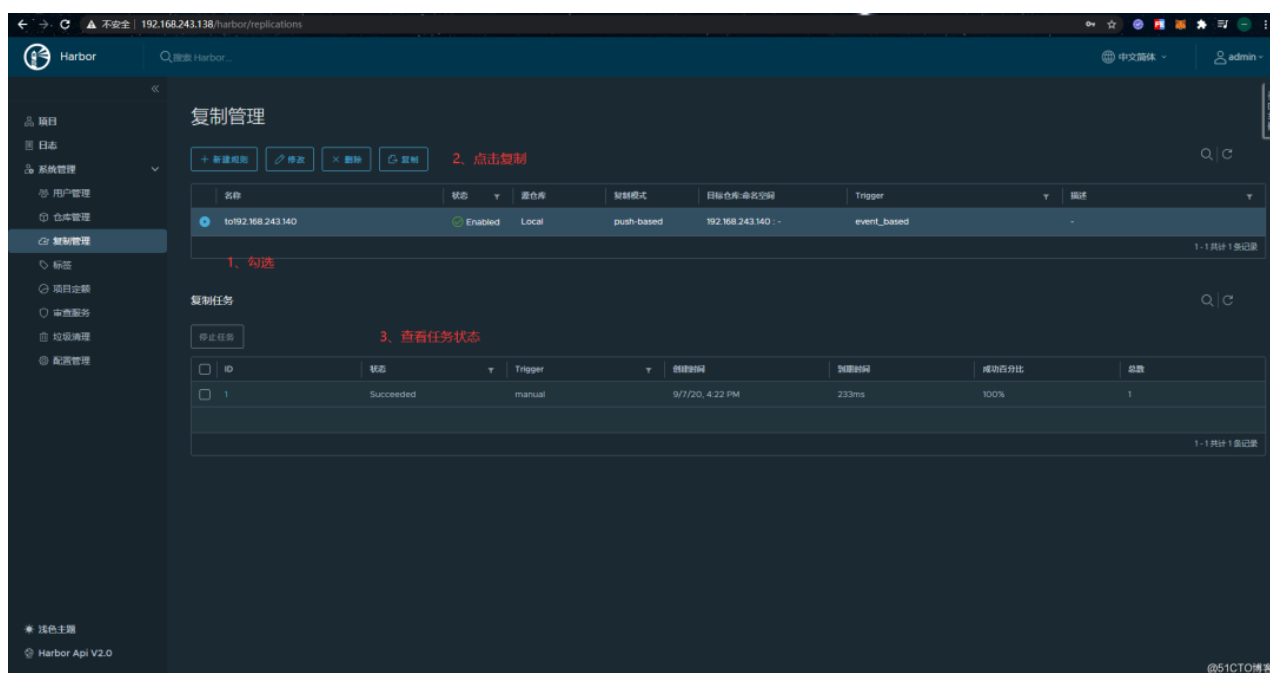 不安全 192.168.243.138/harbor/replications
Harbor 搜索 Harbor... 中文简体 admin
项目
日志
系统管理
用户管理
仓库管理
复制管理
标签
项目定额
审查服务
垃圾清理
配置管理
浅色主题
Harbor Api V2.0
复制管理
+ 新建规则 修改 × 删除 复制 2、点击复制
名称 状态 源仓库 复制模式 目标仓库:命名空间 Trigger 描述
to192.168.243.140 Enabled Local push-based 192.168.243.140 : - event_based -
1 - 1 共计 1 条记录
1、勾选
复制任务
停止任务 3、查看任务状态
ID 状态 Trigger 创建时间 到期时间 成功百分比 总数
1 Succeeded manual 9/7/20, 4:22 PM 233ms 100% 1
1 - 1 共计 1 条记录
@51CTO博客